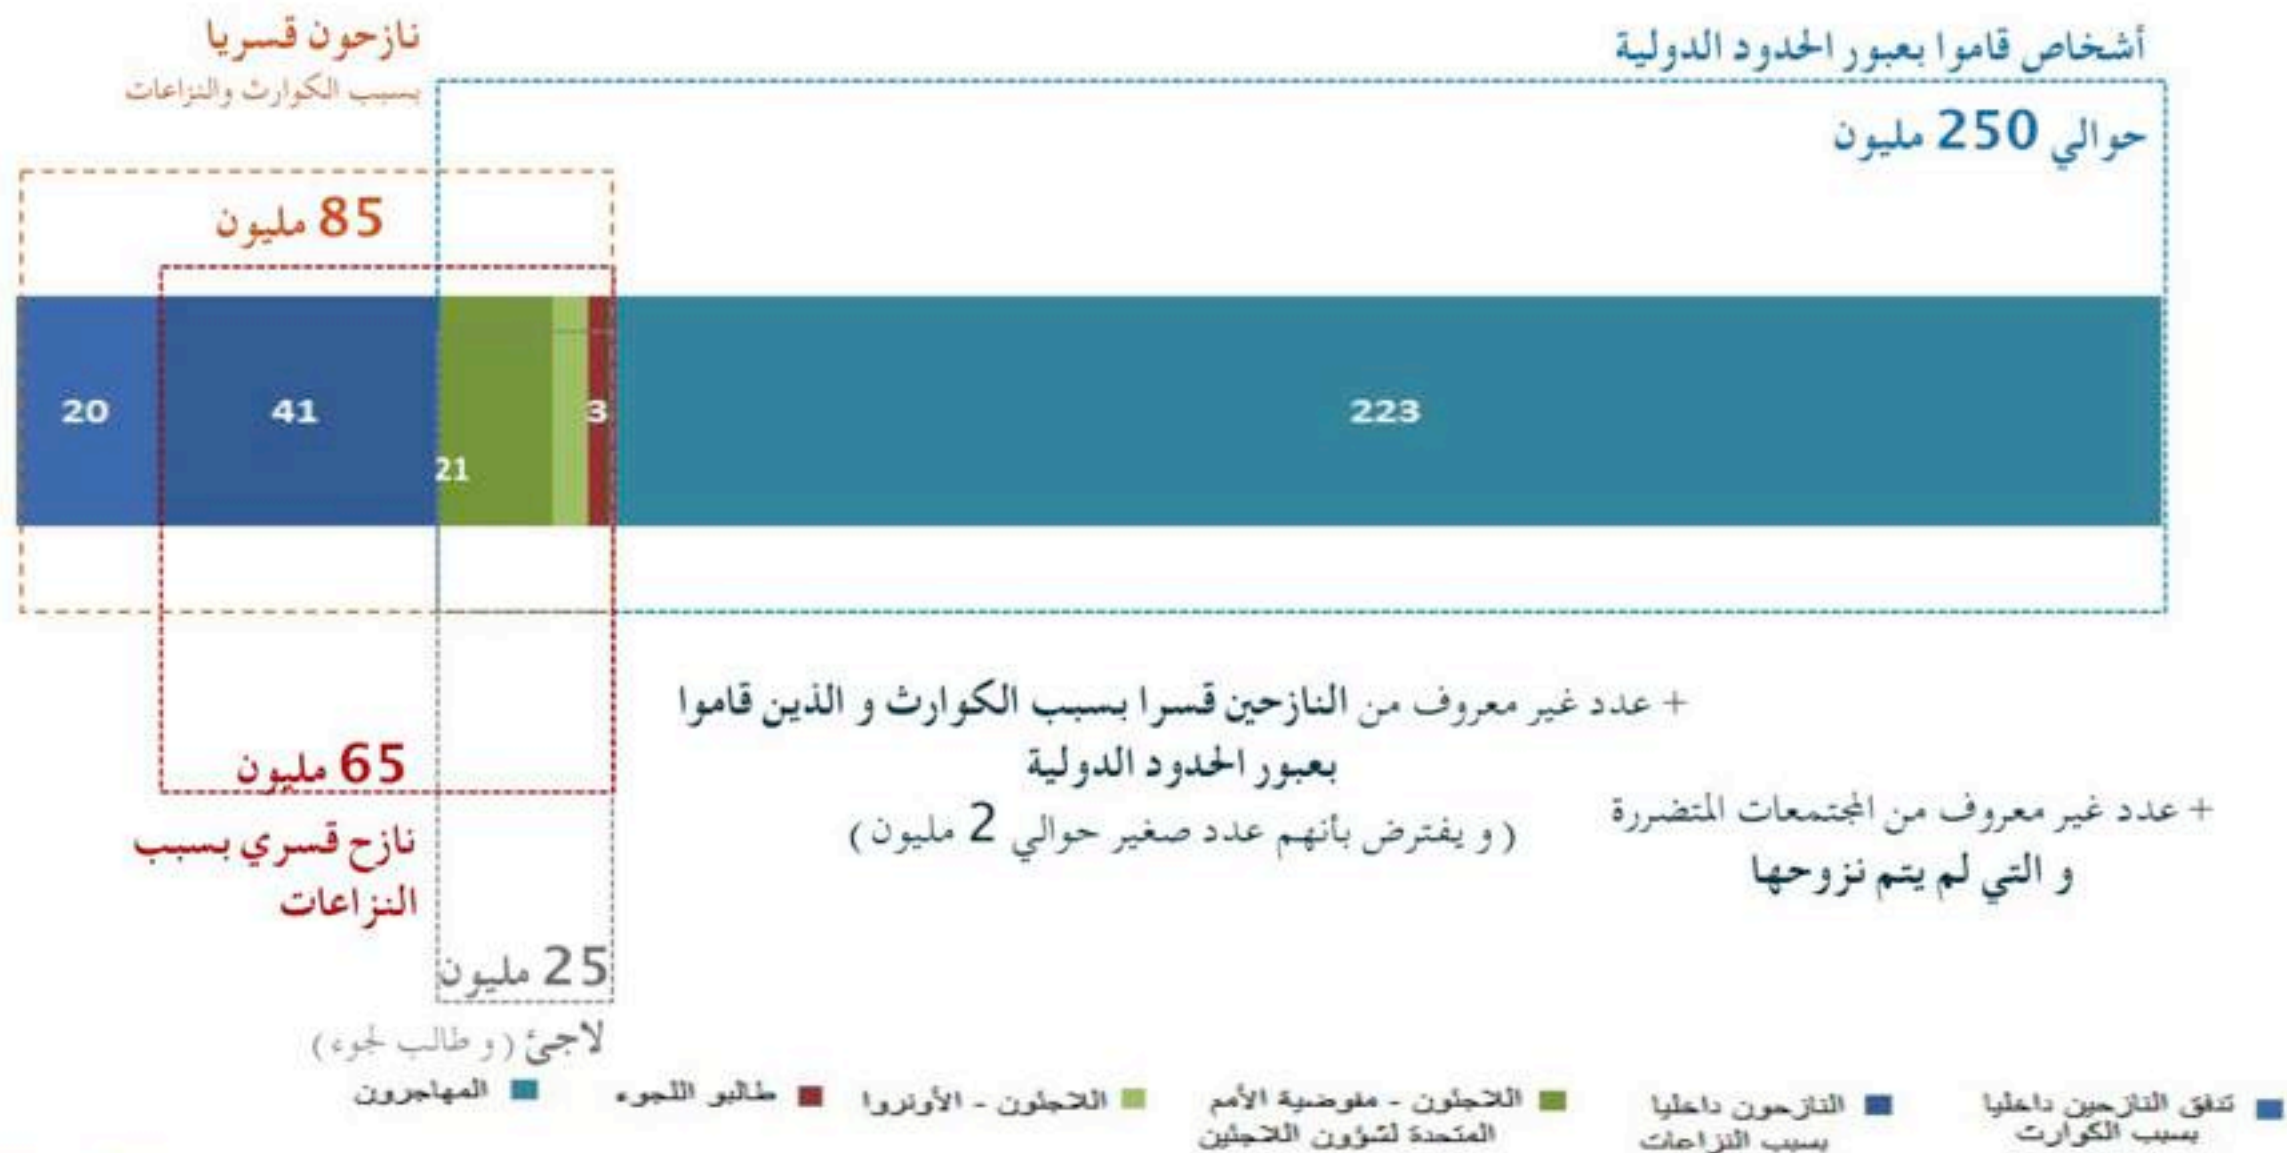 أشخاص قاموا بعبور الحدود الدولية
حوالي 250 مليون
نازحون قسريا
بسبب الكوارث والنزاعات
85 مليون
20
41
21
3
223
65 مليون
نازح قسري بسبب
النزاعات
25 مليون
لاجئ (و طالب لجوء)
+ عدد غير معروف من النازحين قسرا بسبب الكوارث و الذين قاموا
بعبور الحدود الدولية
(و يفترض بأنهم عدد صغير حوالي 2 مليون)
+ عدد غير معروف من المجتمعات المتضررة
و التي لم يتم نزوحها
تدفق النازحين داخليا
بسبب الكوارث
النازحون داخليا
بسبب النزاعات
اللاجئون - مفوضية الأمم
المتحدة لشؤون اللاجئين
اللاجئون - الأونروا
طالبو اللجوء
المهاجرون